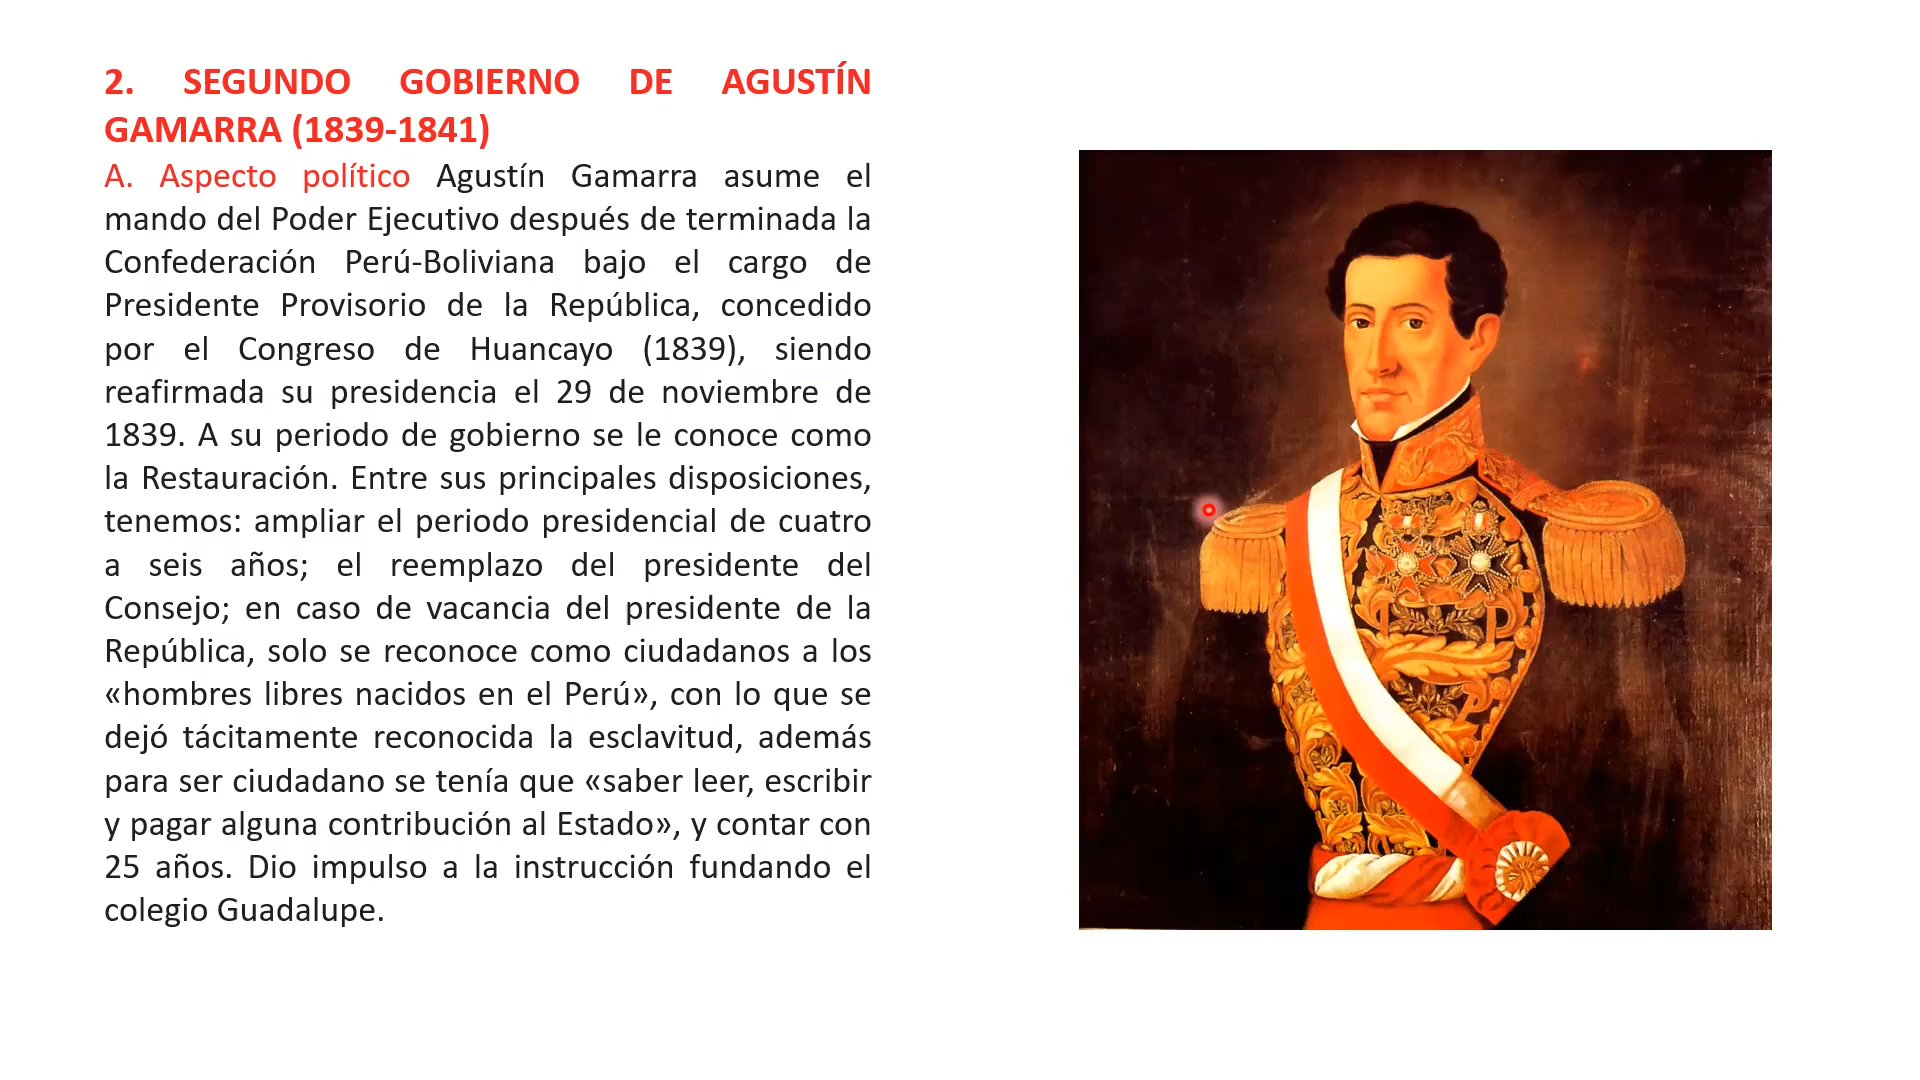 2. SEGUNDO GOBIERNO DE AGUSTÍN
GAMARRA (1839-1841)
A. Aspecto político Agustín Gamarra asume el
mando del Poder Ejecutivo después de terminada la
Confederación Perú-Boliviana bajo el cargo de
Presidente Provisorio de la República, concedido
por el Congreso de Huancayo (1839), siendo
reafirmada su presidencia el 29 de noviembre de
1839. A su periodo de gobierno se le conoce como
la Restauración. Entre sus principales disposiciones,
tenemos: ampliar el periodo presidencial de cuatro
a seis años; el reemplazo del presidente del
Consejo; en caso de vacancia del presidente de la
República, solo se reconoce como ciudadanos a los
«hombres libres nacidos en el Perú», con lo que se
dejó tácitamente reconocida la esclavitud, además
para ser ciudadano se tenía que «saber leer, escribir
y pagar alguna contribución al Estado», y contar con
25 años. Dio impulso a la instrucción fundando el
colegio Guadalupe.